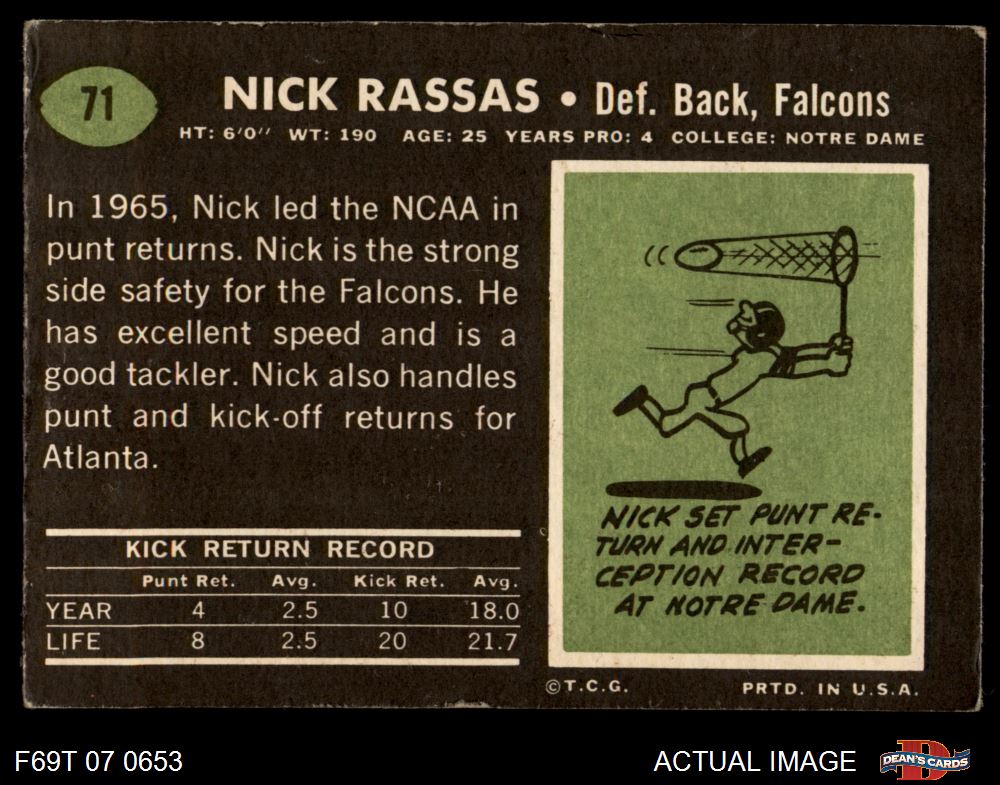 71
NICK RASSAS • Def. Back, Falcons
HT: 6'0" WT: 190 AGE: 25 YEARS PRO: 4 COLLEGE: NOTRE DAME
In 1965, Nick led the NCAA in
punt returns. Nick is the strong
side safety for the Falcons. He
has excellent speed and is a
good tackler. Nick also handles
punt and kick-off returns for
Atlanta.
KICK RETURN RECORD
Punt Ret. Avg. Kick Ret. Avg.
YEAR 4 2.5 10 18.0
LIFE 8 2.5 20 21.7
NICK SET PUNT RE-
TURN AND INTER-
CEPTION RECORD
AT NOTRE DAME.
©T.C.G. PRTD. IN U.S.A.
F69T 07 0653 ACTUAL IMAGE D DEAN'S CARDS